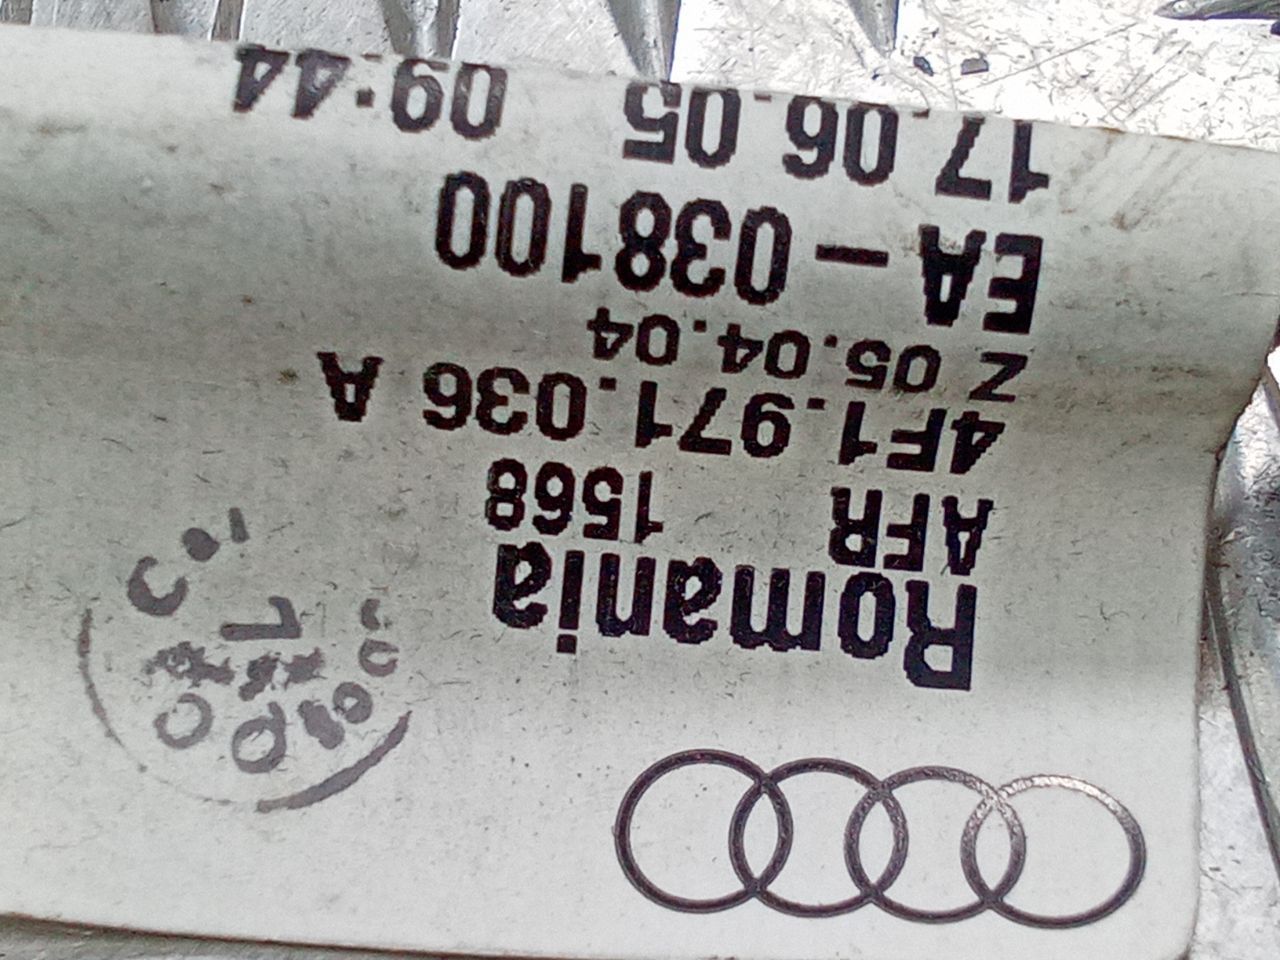 Romania
AFR 1568
4F1.971.036 A
Z 05.04.04
EA - 038100
17.06.05 09:44